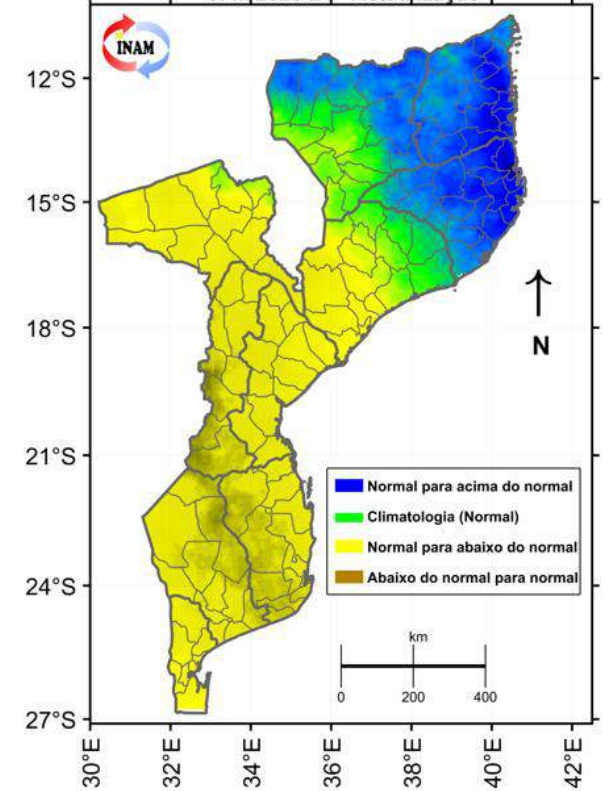 INAM
12°S
15°S
18°S
21°S
24°S
27°S
N
Normal para acima do normal
Climatologia (Normal)
Normal para abaixo do normal
Abaixo do normal para normal
km
0 200 400
30°E 32°E 34°E 36°E 38°E 40°E 42°E